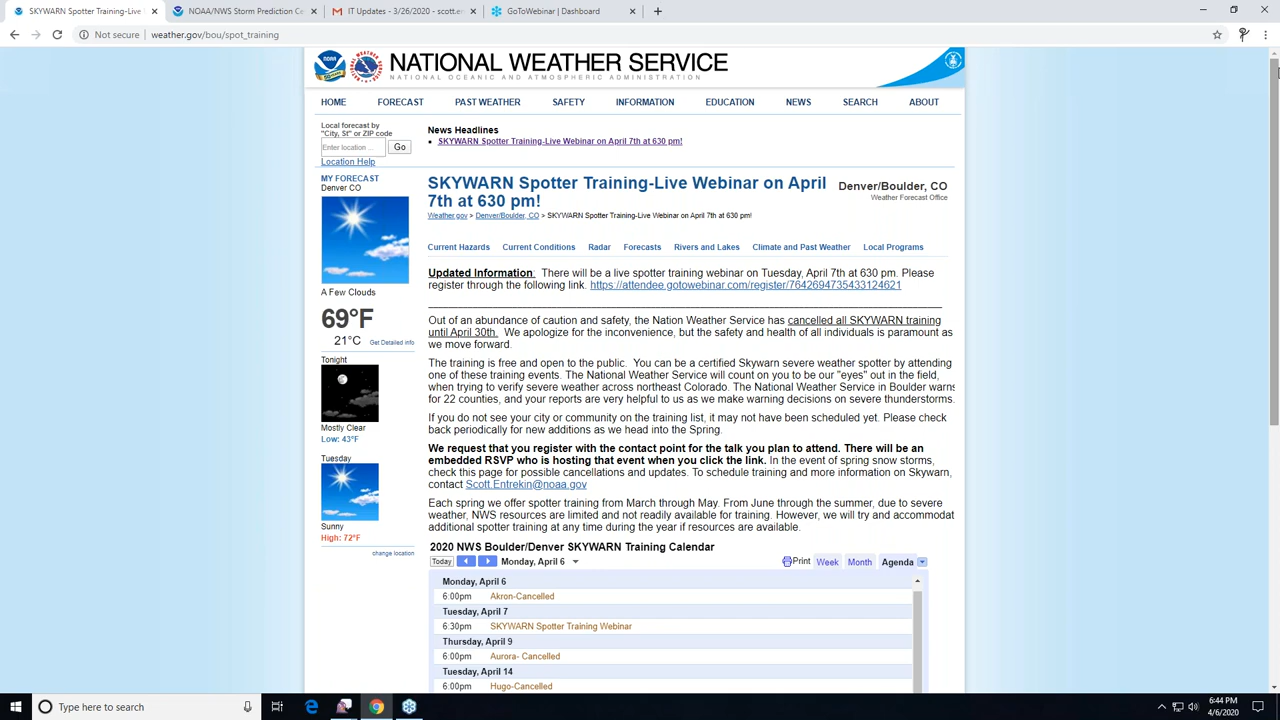 SKYWARN Spotter Training-
NOAA/NWS Storm Prediction Ce
IT Updates - 3/26/2020 - scott.e
GoToWebinar Dashboard
Not secure | weather.gov/bou/spot_training
NATIONAL WEATHER SERVICE
NATIONAL OCEANIC AND ATMOSPHERIC ADMINISTRATION
HOME FORECAST PAST WEATHER SAFETY INFORMATION EDUCATION NEWS SEARCH ABOUT
Local forecast by
"City, St" or ZIP code
Enter location ... Go
Location Help
News Headlines
SKYWARN Spotter Training-Live Webinar on April 7th at 630 pm!
MY FORECAST
Denver CO
A Few Clouds
69°F
21°C Get Detailed info
Tonight
Mostly Clear
Low: 43°F
Tuesday
Sunny
High: 72°F
change location
SKYWARN Spotter Training-Live Webinar on April
7th at 630 pm!
Denver/Boulder, CO
Weather Forecast Office
Weather.gov > Denver/Boulder, CO > SKYWARN Spotter Training-Live Webinar on April 7th at 630 pm!
Current Hazards Current Conditions Radar Forecasts Rivers and Lakes Climate and Past Weather Local Programs
Updated Information: There will be a live spotter training webinar on Tuesday, April 7th at 630 pm. Please
register through the following link. https://attendee.gotowebinar.com/register/7642694735433124621
Out of an abundance of caution and safety, the Nation Weather Service has cancelled all SKYWARN training
until April 30th. We apologize for the inconvenience, but the safety and health of all individuals is paramount as
we move forward.
The training is free and open to the public. You can be a certified Skywarn severe weather spotter by attending
one of these training events. The National Weather Service will count on you to be our "eyes" out in the field,
when trying to verify severe weather across northeast Colorado. The National Weather Service in Boulder warns
for 22 counties, and your reports are very helpful to us as we make warning decisions on severe thunderstorms.
If you do not see your city or community on the training list, it may not have been scheduled yet. Please check
back periodically for new additions as we head into the Spring.
We request that you register with the contact point for the talk you plan to attend. There will be an
embedded RSVP who is hosting that event when you click the link. In the event of spring snow storms,
check this page for possible cancellations and updates. To schedule training and more information on Skywarn,
contact Scott.Entrekin@noaa.gov
Each spring we offer spotter training from March through May. From June through the summer, due to severe
weather, NWS resources are limited and not readily available for training. However, we will try and accommodat
additional spotter training at any time during the year if resources are available.
2020 NWS Boulder/Denver SKYWARN Training Calendar
Today Monday, April 6 Print Week Month Agenda
Monday, April 6
6:00pm Akron-Cancelled
Tuesday, April 7
6:30pm SKYWARN Spotter Training Webinar
Thursday, April 9
6:00pm Aurora- Cancelled
Tuesday, April 14
6:00pm Hugo-Cancelled
Type here to search
6:44 PM
4/6/2020